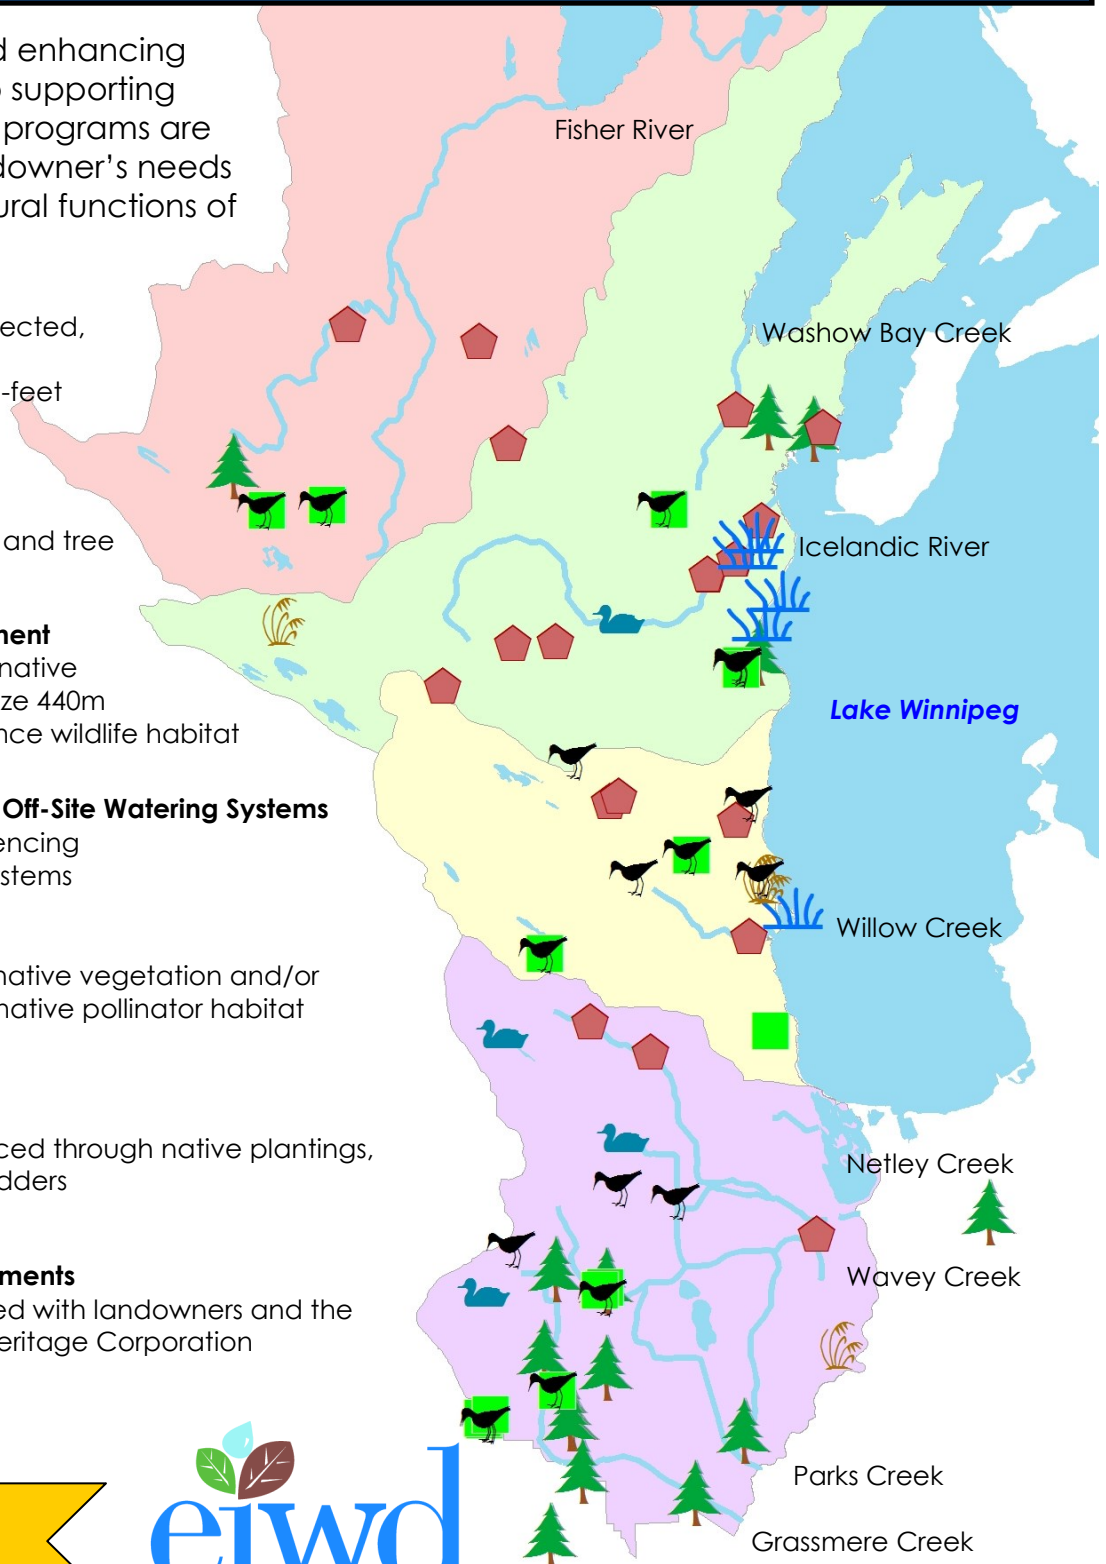 d enhancing
supporting
programs are
downer's needs
ural functions of
ected,
-feet
and tree
ment
native
ze 440m
nce wildlife habitat
Off-Site Watering Systems
encing
stems
native vegetation and/or
native pollinator habitat
ced through native plantings,
dders
ments
ed with landowners and the
eritage Corporation
eiwd
Fisher River
Washow Bay Creek
Icelandic River
Lake Winnipeg
Willow Creek
Netley Creek
Wavey Creek
Parks Creek
Grassmere Creek